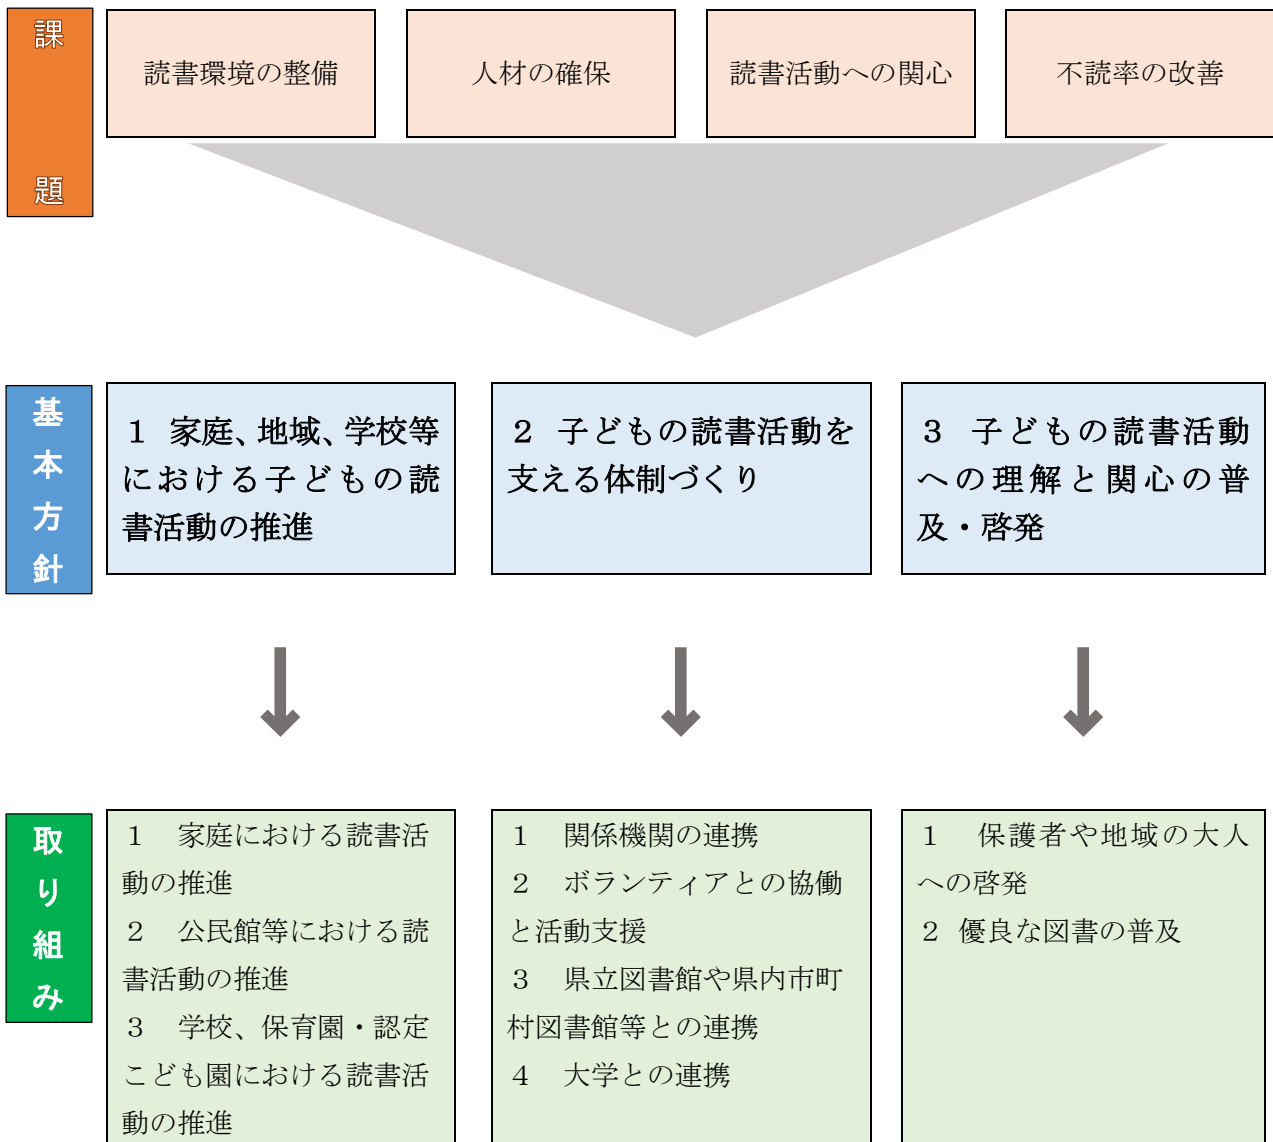 課題
読書環境の整備
人材の確保
読書活動への関心
不読率の改善
基本方針
1 家庭、地域、学校等
における子どもの読
書活動の推進
2 子どもの読書活動を
支える体制づくり
3 子どもの読書活動
への理解と関心の普
及・啓発
取り組み
1 家庭における読書活
動の推進
2 公民館等における読
書活動の推進
3 学校、保育園・認定
こども園における読書活
動の推進
1 関係機関の連携
2 ボランティアとの協働
と活動支援
3 県立図書館や県内市町
村図書館等との連携
4 大学との連携
1 保護者や地域の大人
への啓発
2 優良な図書の普及